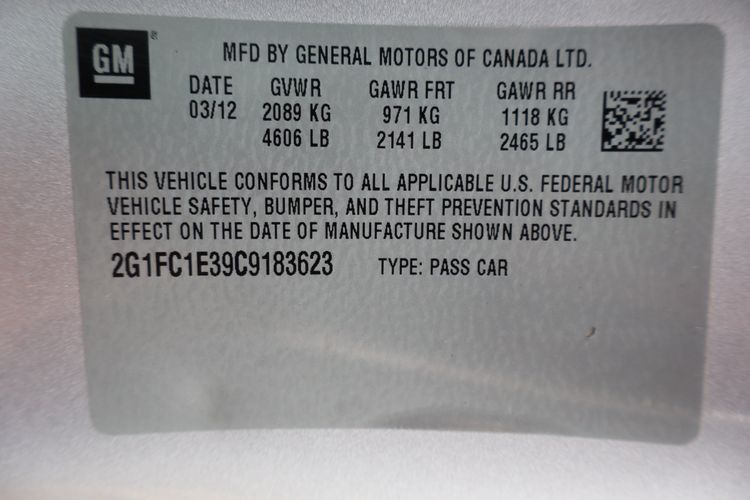 GM®
MFD BY GENERAL MOTORS OF CANADA LTD.
DATE GVWR GAWR FRT GAWR RR
03/12 2089 KG 971 KG 1118 KG
4606 LB 2141 LB 2465 LB
THIS VEHICLE CONFORMS TO ALL APPLICABLE U.S. FEDERAL MOTOR
VEHICLE SAFETY, BUMPER, AND THEFT PREVENTION STANDARDS IN
EFFECT ON THE DATE OF MANUFACTURE SHOWN ABOVE.
2G1FC1E39C9183623 TYPE: PASS CAR